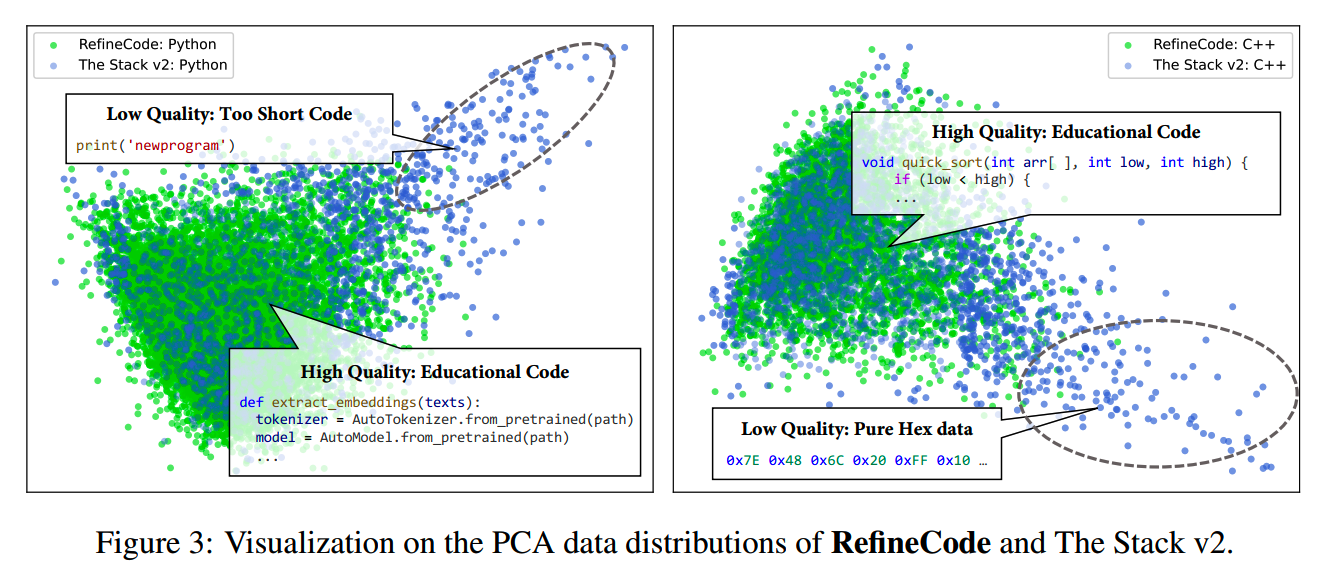 RefineCode: Python
The Stack v2: Python
Low Quality: Too Short Code
print('newprogram')
High Quality: Educational Code
def extract_embeddings(texts):
  tokenizer = AutoTokenizer.from_pretrained(path)
  model = AutoModel.from_pretrained(path)
  ...
RefineCode: C++
The Stack v2: C++
High Quality: Educational Code
void quick_sort(int arr[ ], int low, int high) {
    if (low < high) {
    ...
Low Quality: Pure Hex data
0x7E 0x48 0x6C 0x20 0xFF 0x10 …
Figure 3: Visualization on the PCA data distributions of RefineCode and The Stack v2.